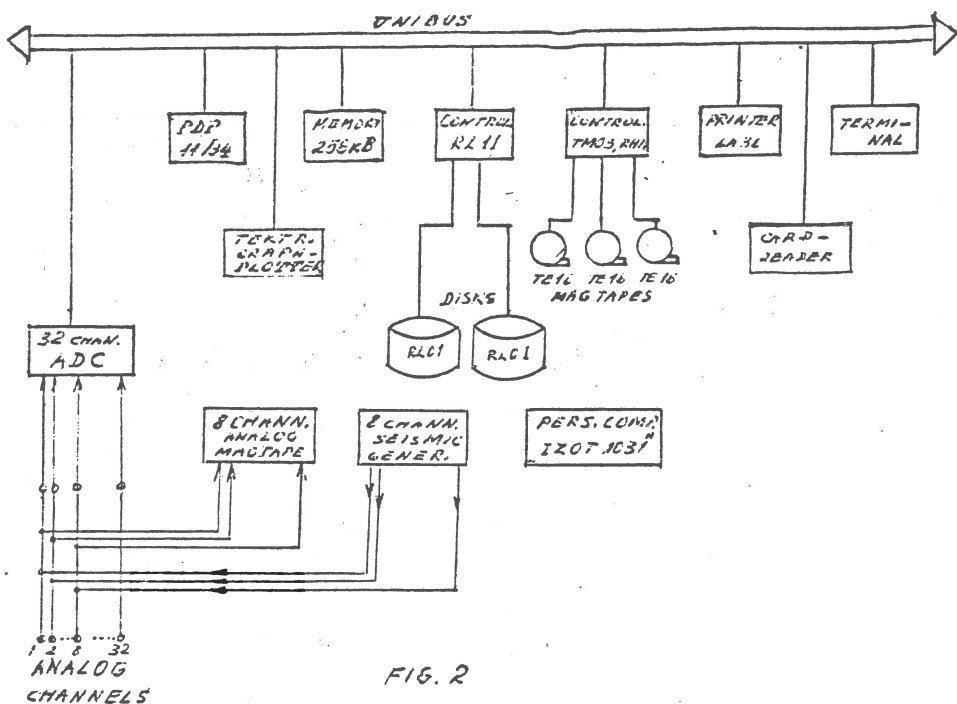 UNIBUS
PDP
11/34
MEMORY
256KB
CONTROL
RL11
CONTROL.
TM03, RH11
PRINTER
LA36
TERMI-
NAL
TEKTR.
GRAPH-
PLOTTER
CARD-
READER
TE16 TE16 TE16
MAG TAPES
DISKS
RL01 RL01
32 CHAN.
ADC
8 CHANN.
ANALOG
MAGTAPE
8 CHANN.
SEISMIC
GENER.
PERS. COMP.
IZOT 1031"
1 2 ... 8 ... 32
ANALOG
CHANNELS
FIG. 2